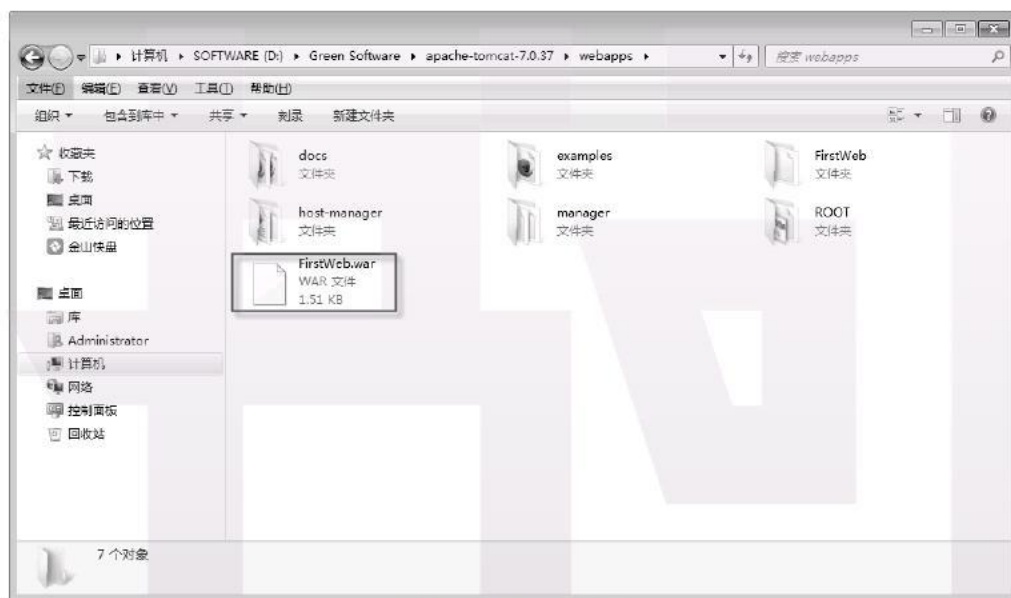 计算机 ▸ SOFTWARE (D:) ▸ Green Software ▸ apache-tomcat-7.0.37 ▸ webapps ▸
搜索 webapps
文件(F) 编辑(E) 查看(V) 工具(T) 帮助(H)
组织 包含到库中 共享 刻录 新建文件夹
收藏夹
下载
桌面
最近访问的位置
金山快盘
桌面
库
Administrator
计算机
网络
控制面板
回收站
docs
文件夹
examples
文件夹
FirstWeb
文件夹
host-manager
文件夹
manager
文件夹
ROOT
文件夹
FirstWeb.war
WAR 文件
1.51 KB
7 个对象